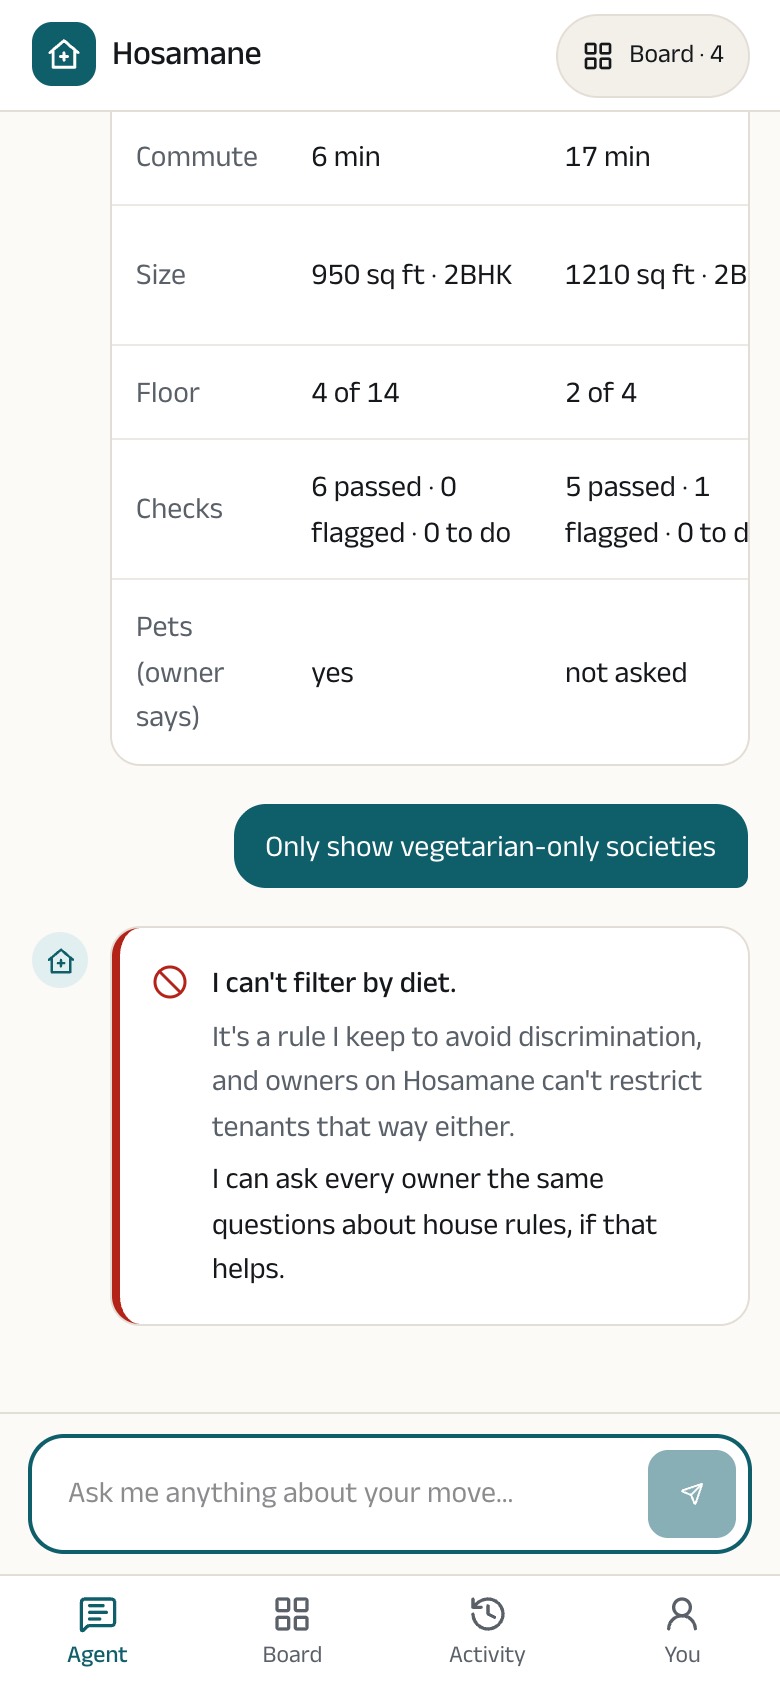 Hosamane
Board · 4
Commute 6 min 17 min
Size 950 sq ft · 2BHK 1210 sq ft · 2B
Floor 4 of 14 2 of 4
Checks 6 passed · 0 flagged · 0 to do 5 passed · 1 flagged · 0 to d
Pets (owner says) yes not asked
Only show vegetarian-only societies
I can't filter by diet.
It's a rule I keep to avoid discrimination,
and owners on Hosamane can't restrict
tenants that way either.
I can ask every owner the same
questions about house rules, if that
helps.
Ask me anything about your move...
Agent Board Activity You